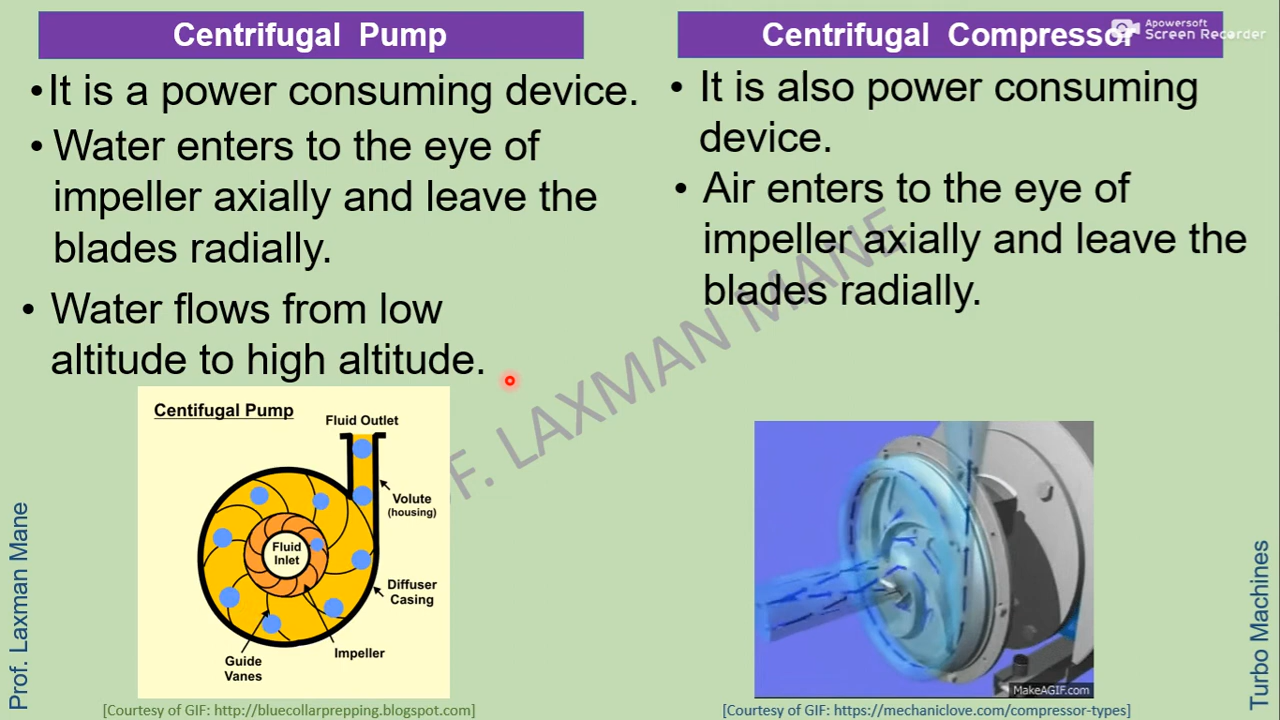 Centrifugal Pump
•It is a power consuming device.
• Water enters to the eye of
impeller axially and leave the
blades radially.
• Water flows from low
altitude to high altitude.
Centifugal Pump
Fluid Outlet
Volute
(housing)
Fluid
Inlet
Diffuser
Casing
Impeller
Guide
Vanes
[Courtesy of GIF: http://bluecollarprepping.blogspot.com]
Centrifugal Compressor
Apowersoft
Screen Recorder
• It is also power consuming
device.
• Air enters to the eye of
impeller axially and leave the
blades radially.
MakeAGIF.com
[Courtesy of GIF: https://mechaniclove.com/compressor-types]
F. LAXMAN MANE
Prof. Laxman Mane
Turbo Machines